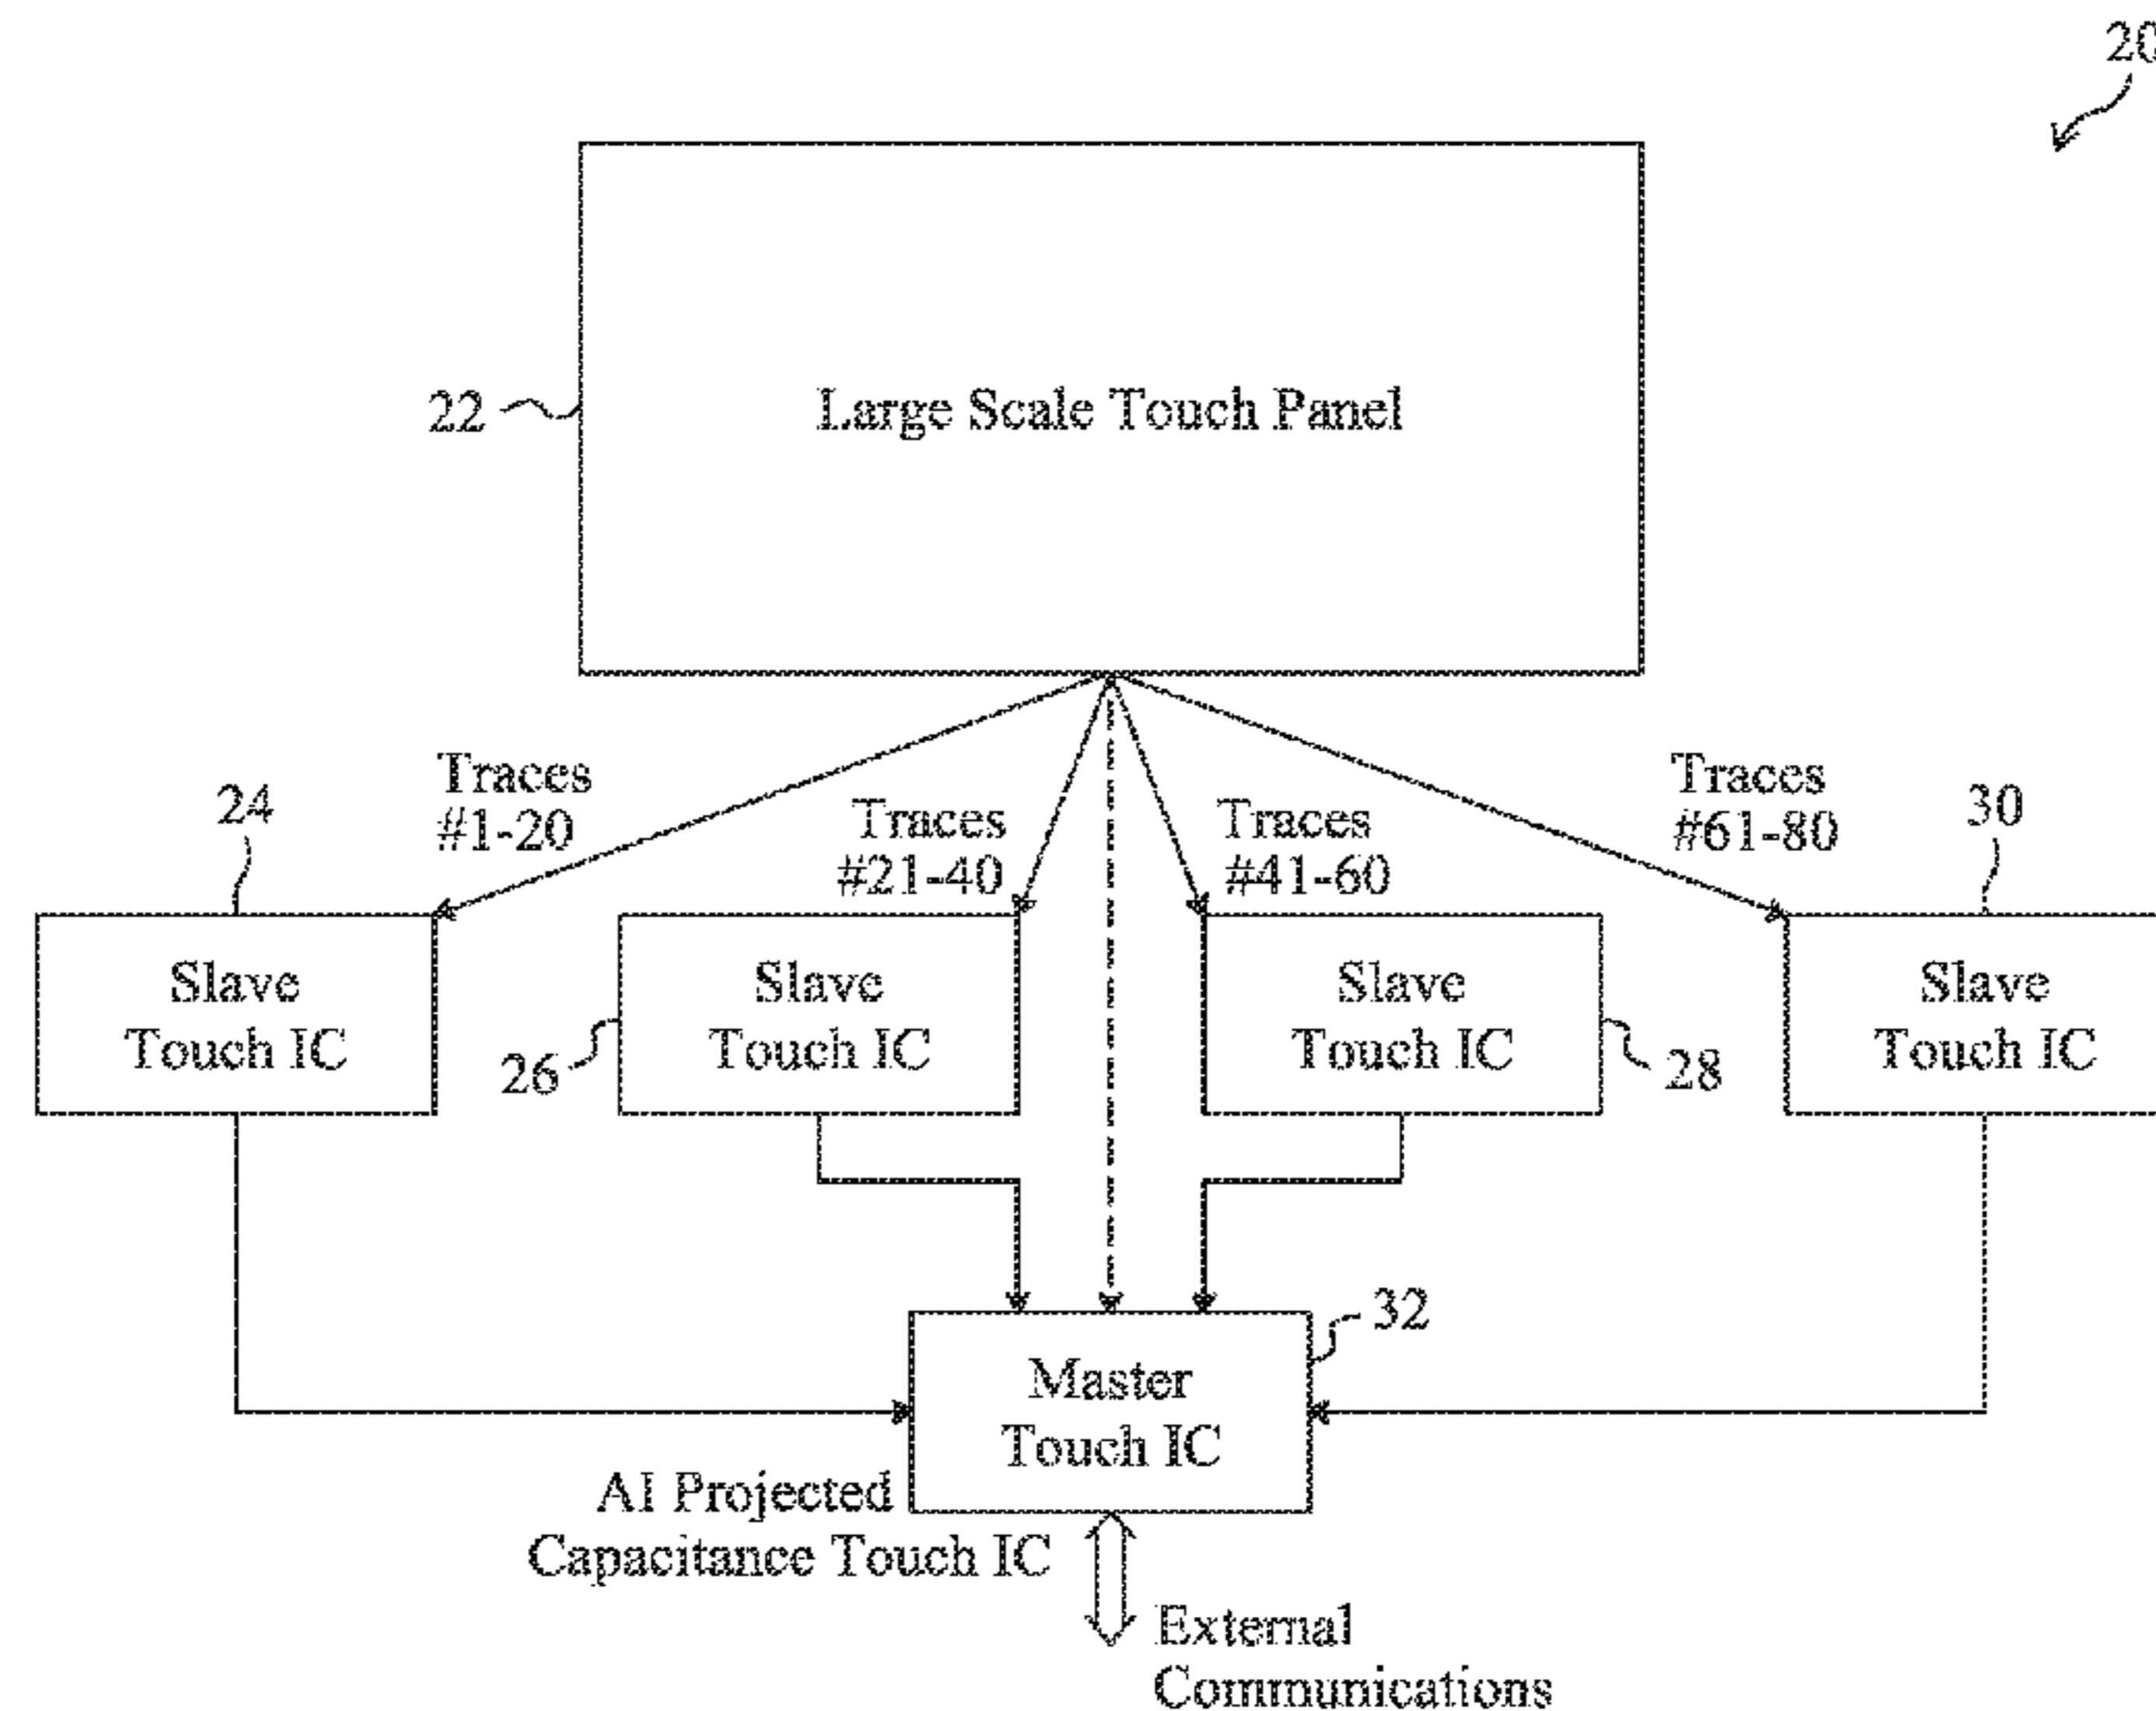 20
22
Large Scale Touch Panel
24
Traces
#1-20
Traces
#21-40
Traces
#41-60
Traces
#61-80
30
Slave
Touch IC
26
Slave
Touch IC
Slave
Touch IC
28
Slave
Touch IC
32
Master
Touch IC
AI Projected
Capacitance Touch IC
External
Communications